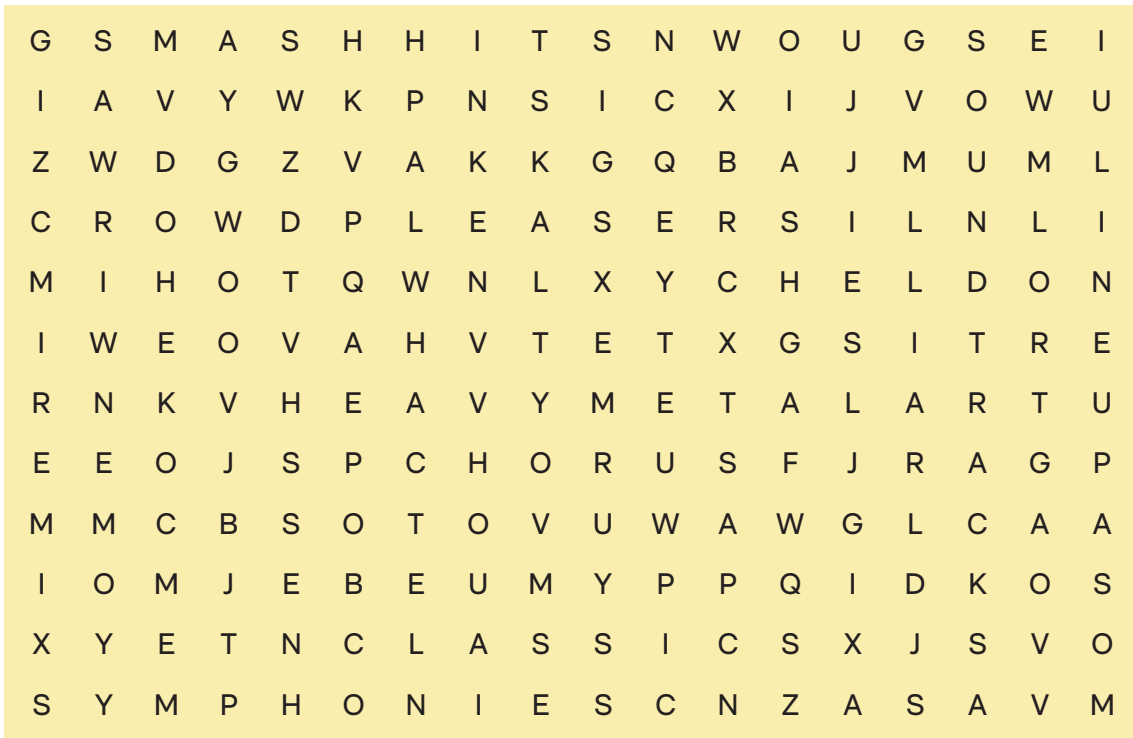 G S M A S H H I T S N W O U G S E I
I A V Y W K P N S I C X I J V O W U
Z W D G Z V A K K G Q B A J M U M L
C R O W D P L E A S E R S I L N L I
M I H O T Q W N L X Y C H E L D O N
I W E O V A H V T E T X G S I T R E
R N K V H E A V Y M E T A L A R T U
E E O J S P C H O R U S F J R A G P
M M C B S O T O V U W A W G L C A A
I O M J E B E U M Y P P Q I D K O S
X Y E T N C L A S S I C S X J S V O
S Y M P H O N I E S C N Z A S A V M